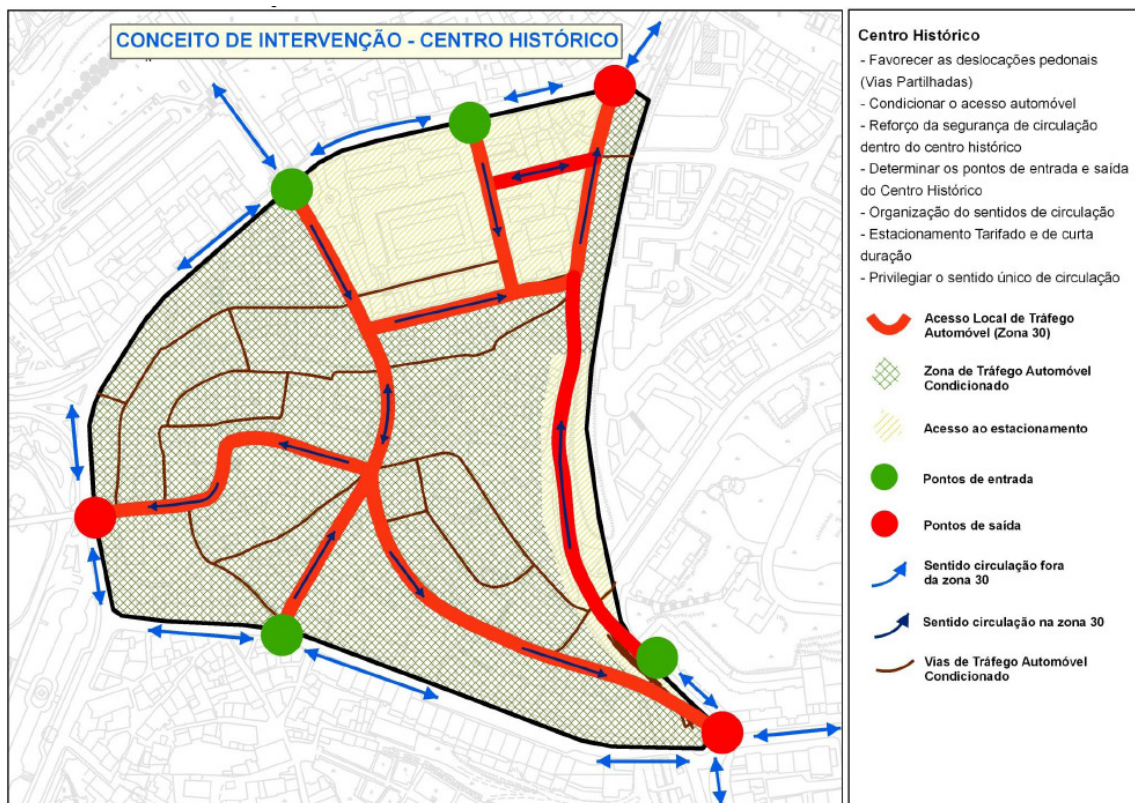 CONCEITO DE INTERVENÇÃO - CENTRO HISTÓRICO
Centro Histórico
- Favorecer as deslocações pedonais
(Vias Partilhadas)
- Condicionar o acesso automóvel
- Reforço da segurança de circulação
dentro do centro histórico
- Determinar os pontos de entrada e saída
do Centro Histórico
- Organização do sentidos de circulação
- Estacionamento Tarifado e de curta
duração
- Privilegiar o sentido único de circulação
Acesso Local de Tráfego
Automóvel (Zona 30)
Zona de Tráfego Automóvel
Condicionado
Acesso ao estacionamento
Pontos de entrada
Pontos de saída
Sentido circulação fora
da zona 30
Sentido circulação na zona 30
Vias de Tráfego Automóvel
Condicionado